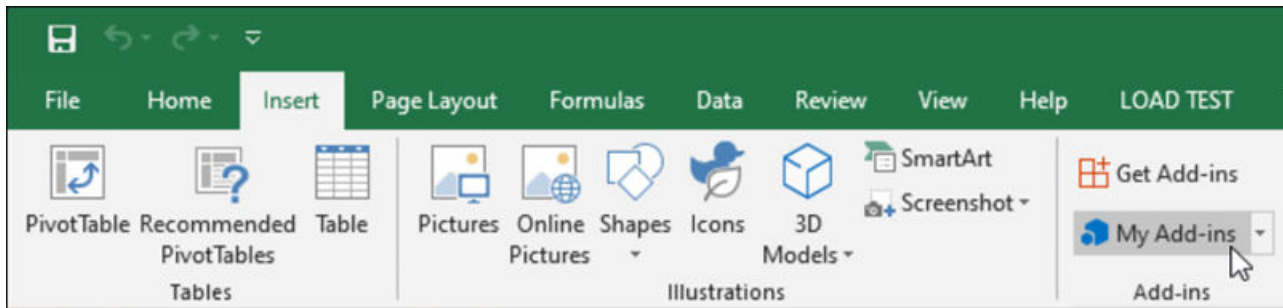 File Home Insert Page Layout Formulas Data Review View Help LOAD TEST
PivotTable Recommended PivotTables Table
Tables
Pictures Online Pictures Shapes Icons 3D Models SmartArt
Screenshot
Illustrations
Get Add-ins
My Add-ins
Add-ins